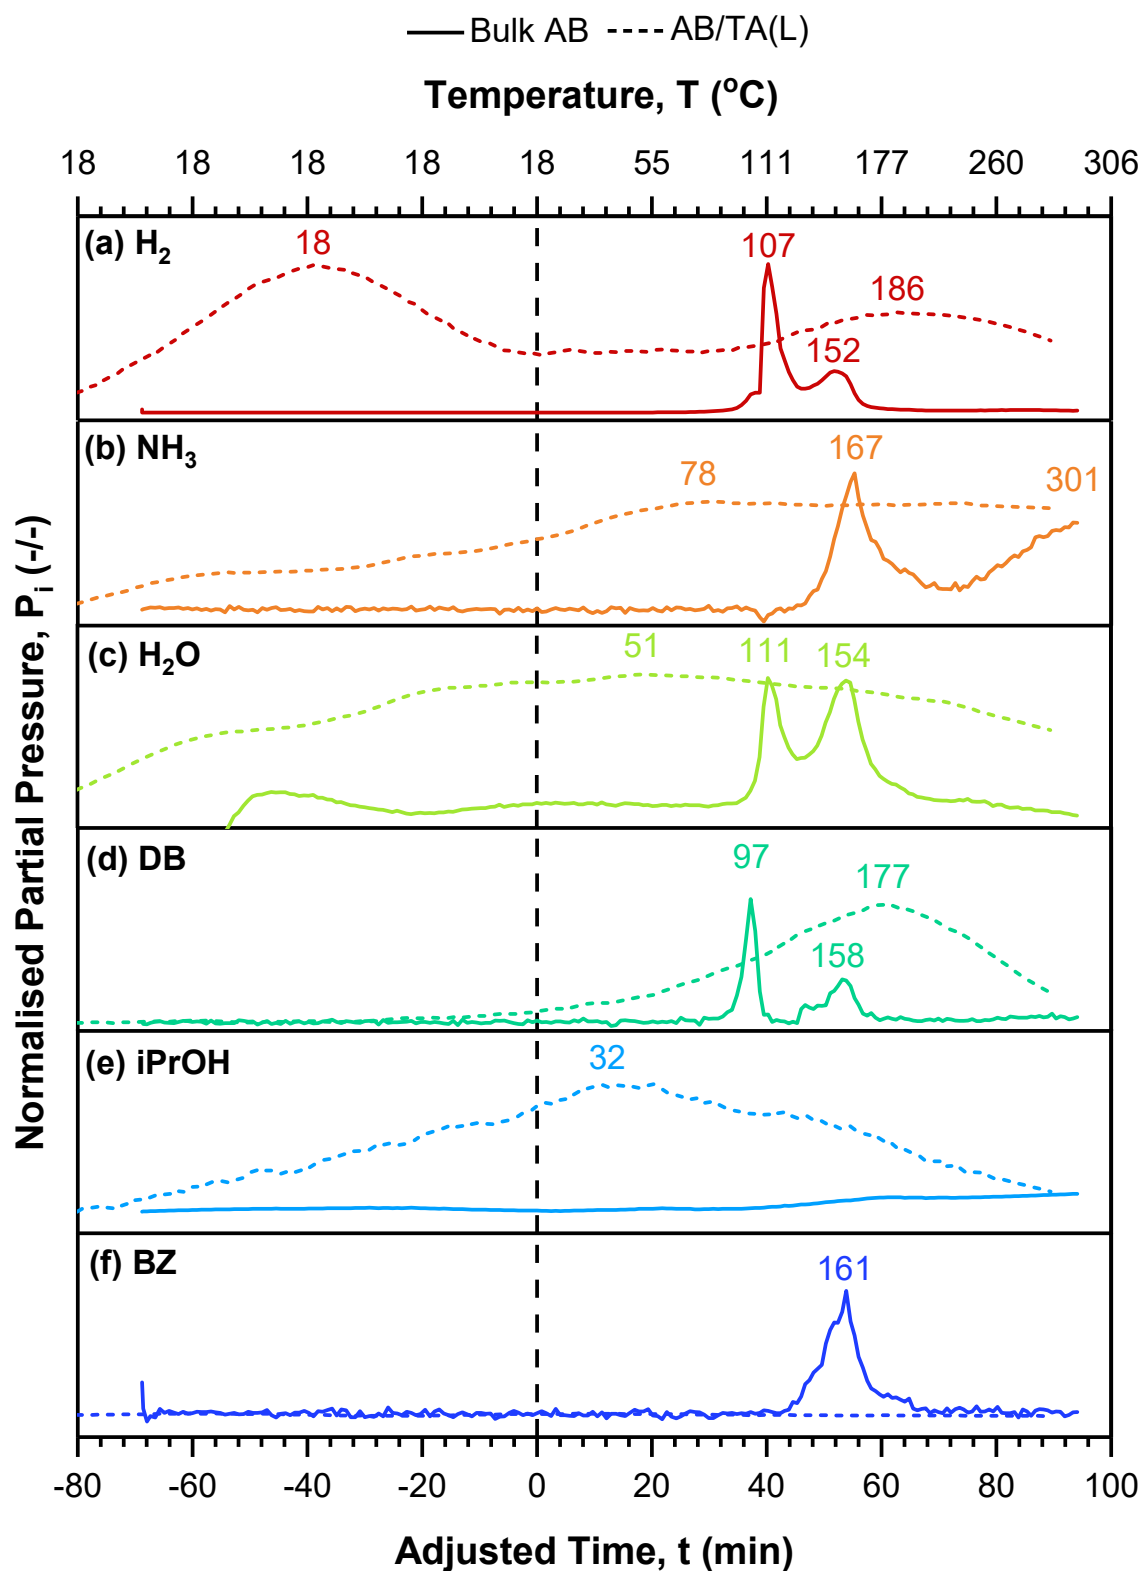 Bulk AB AB/TA(L)
Temperature, T (°C)
18 18 18 18 18 55 111 177 260 306
(a) H₂ 18 107 186
152
(b) NH₃ 78 167 301
(c) H₂O 51 111 154
(d) DB 97 177
158
(e) iPrOH 32
(f) BZ 161
Normalised Partial Pressure, Pᵢ (-/-)
-80 -60 -40 -20 0 20 40 60 80 100
Adjusted Time, t (min)